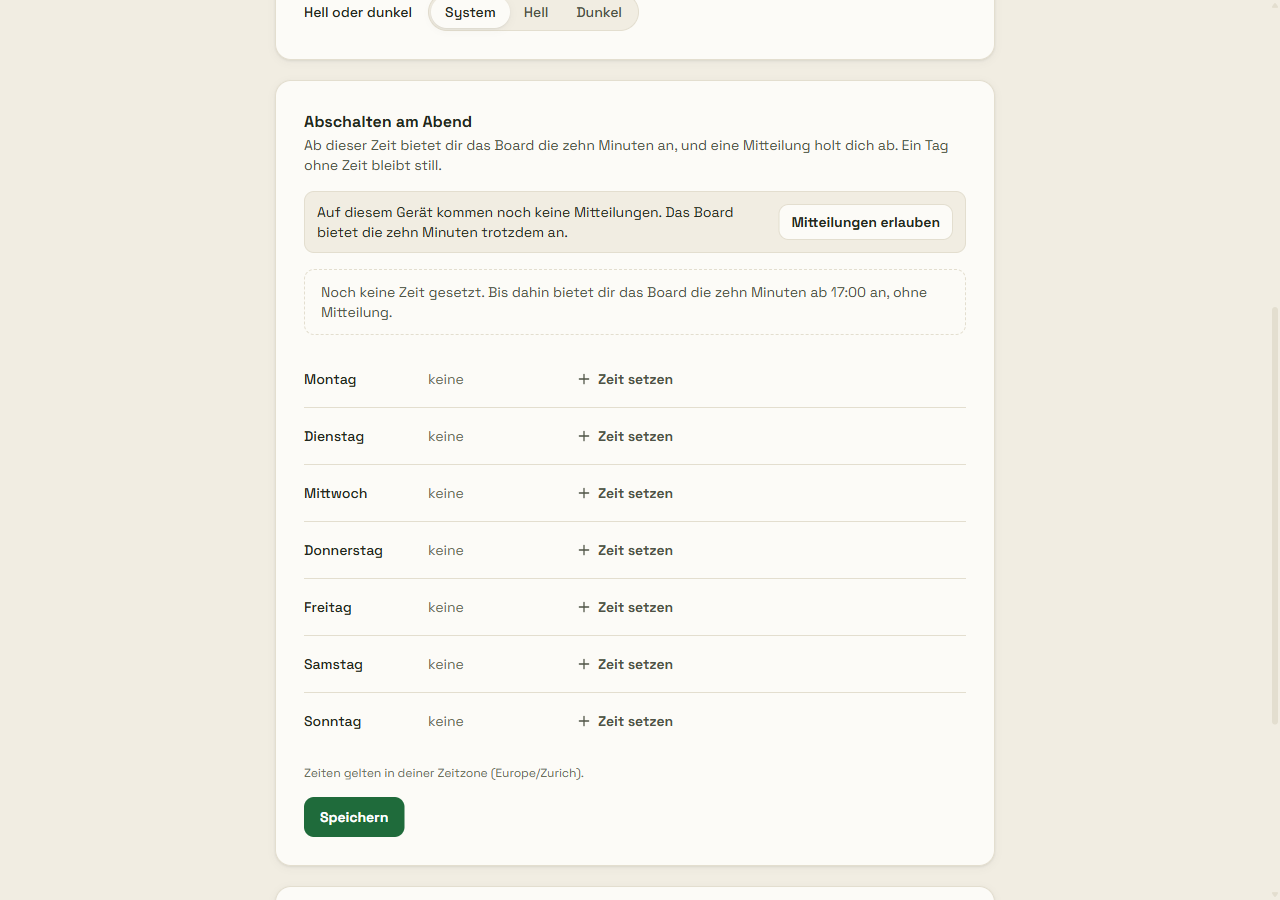 Hell oder dunkel System Hell Dunkel
Abschalten am Abend
Ab dieser Zeit bietet dir das Board die zehn Minuten an, und eine Mitteilung holt dich ab. Ein Tag
ohne Zeit bleibt still.
Auf diesem Gerät kommen noch keine Mitteilungen. Das Board
bietet die zehn Minuten trotzdem an.
Mitteilungen erlauben
Noch keine Zeit gesetzt. Bis dahin bietet dir das Board die zehn Minuten ab 17:00 an, ohne
Mitteilung.
Montag keine + Zeit setzen
Dienstag keine + Zeit setzen
Mittwoch keine + Zeit setzen
Donnerstag keine + Zeit setzen
Freitag keine + Zeit setzen
Samstag keine + Zeit setzen
Sonntag keine + Zeit setzen
Zeiten gelten in deiner Zeitzone (Europe/Zurich).
Speichern